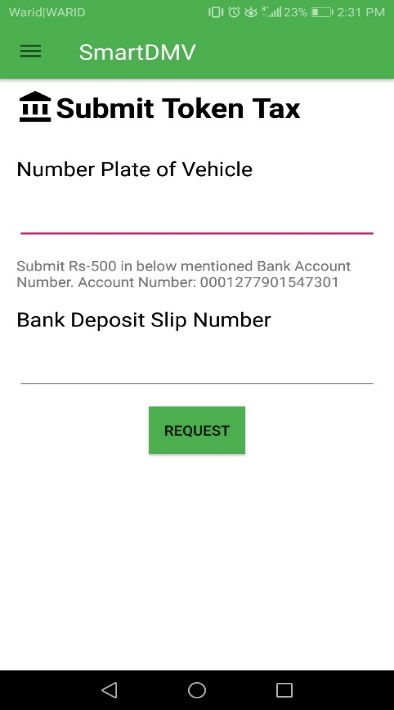 Warid|WARID 23% 2:31 PM
SmartDMV
Submit Token Tax
Number Plate of Vehicle
Submit Rs-500 in below mentioned Bank Account
Number. Account Number: 0001277901547301
Bank Deposit Slip Number
REQUEST